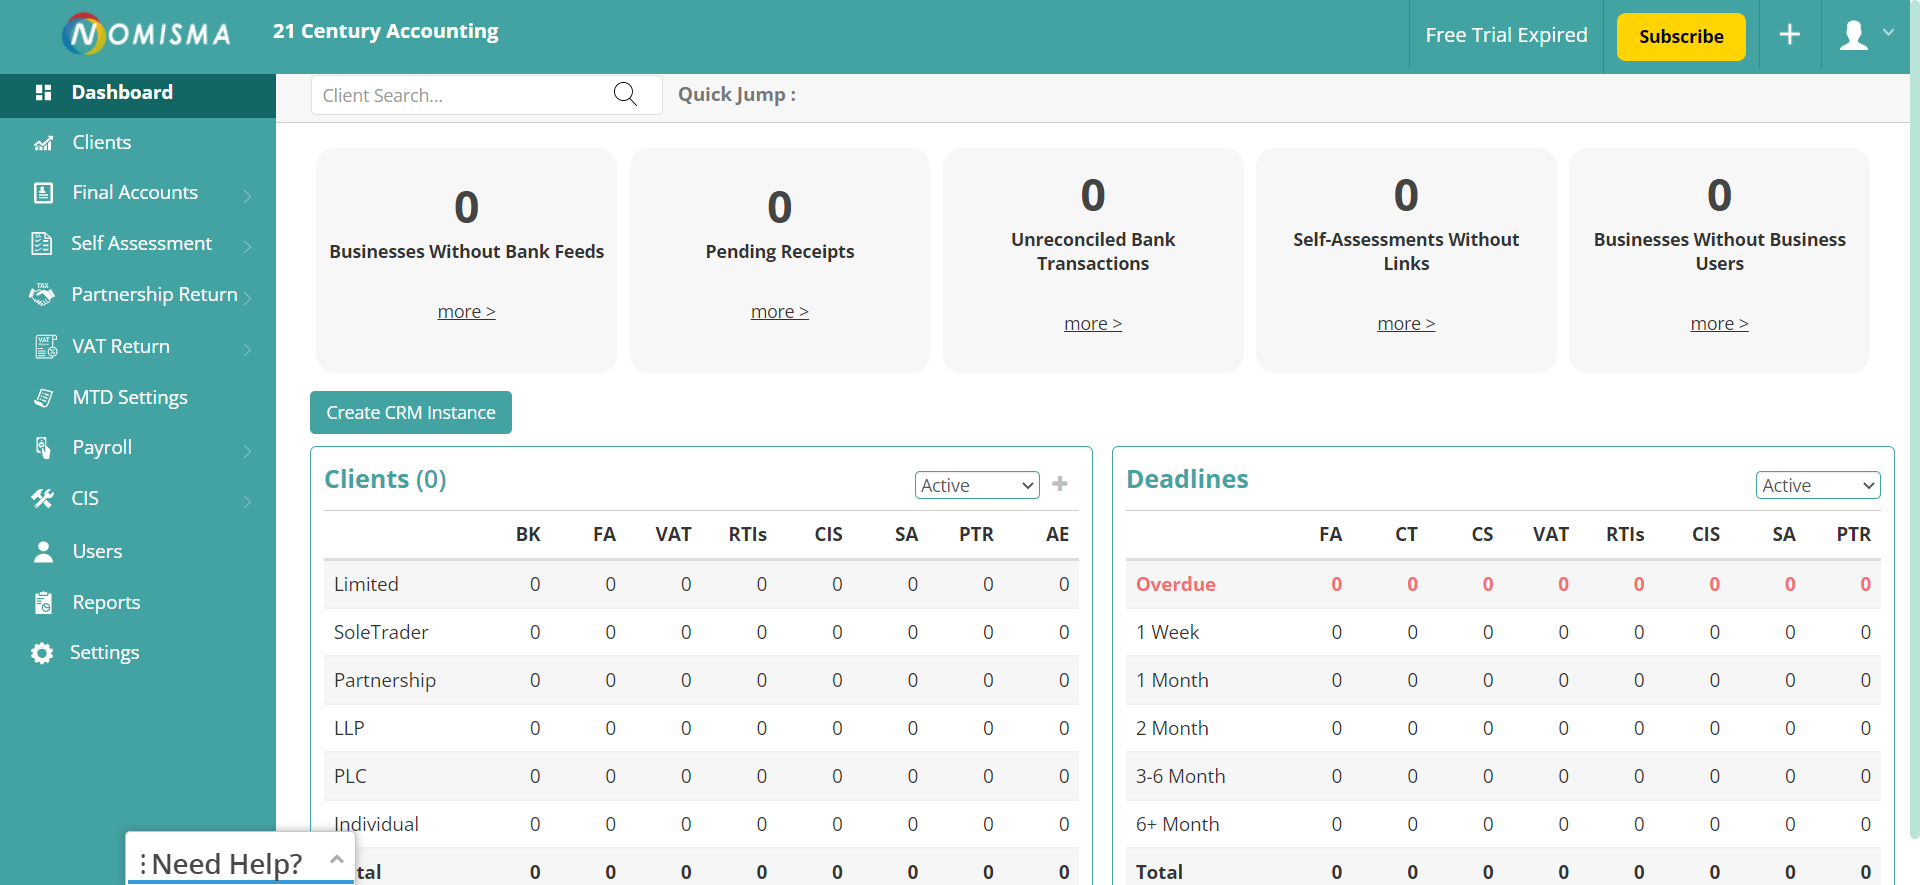 NOMISMA
21 Century Accounting
Free Trial Expired
Subscribe
Dashboard
Clients
Final Accounts
Self Assessment
Partnership Return
VAT Return
MTD Settings
Payroll
CIS
Users
Reports
Settings
Client Search...
Quick Jump :
0
Businesses Without Bank Feeds
more >
0
Pending Receipts
more >
0
Unreconciled Bank
Transactions
more >
0
Self-Assessments Without
Links
more >
0
Businesses Without Business
Users
more >
Create CRM Instance
Clients (0)
Active
BK FA VAT RTIs CIS SA PTR AE
Limited 0 0 0 0 0 0 0 0
SoleTrader 0 0 0 0 0 0 0 0
Partnership 0 0 0 0 0 0 0 0
LLP 0 0 0 0 0 0 0 0
PLC 0 0 0 0 0 0 0 0
Individual 0 0 0 0 0 0 0 0
tal 0 0 0 0 0 0 0 0
Deadlines
Active
FA CT CS VAT RTIs CIS SA PTR
Overdue 0 0 0 0 0 0 0 0
1 Week 0 0 0 0 0 0 0 0
1 Month 0 0 0 0 0 0 0 0
2 Month 0 0 0 0 0 0 0 0
3-6 Month 0 0 0 0 0 0 0 0
6+ Month 0 0 0 0 0 0 0 0
Total 0 0 0 0 0 0 0 0
Need Help?